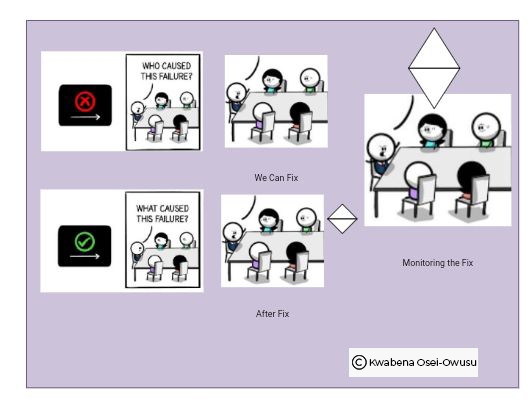 WHO CAUSED
THIS FAILURE?
We Can Fix
WHAT CAUSED
THIS FAILURE?
After Fix
Monitoring the Fix
© Kwabena Osei-Owusu